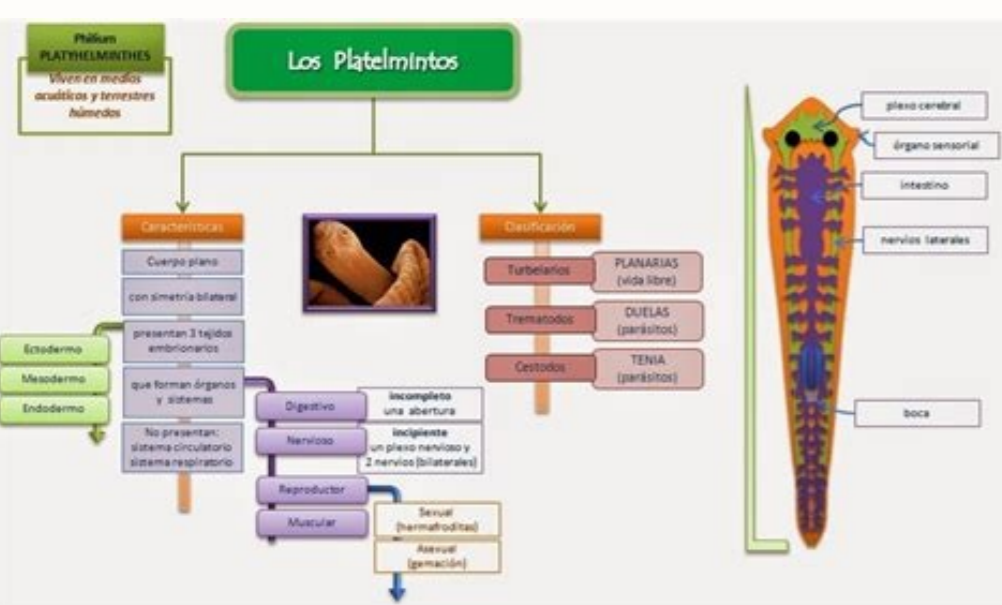 Phillum
PLATYHELMINTHES
Viven en medios
acuáticos y terrestres
húmedos
Los Platelmintos
Características
Cuerpo plano
con simetría bilateral
presentan 3 tejidos
embrionarios
que forman órganos
y sistemas
No presentan:
sistema circulatorio
sistema respiratorio
Ectodermo
Mesodermo
Endodermo
Digestivo
incompleto
una abertura
Nervioso
incipiente
un plexo nervioso y
2 nervios (bilaterales)
Reproductor
Muscular
Sexual
(hermafroditas)
Asexual
(gemación)
Clasificación
Turbelarios
PLANARIAS
(vida libre)
Trematodos
DUELAS
(parásitos)
Cestodos
TENIA
(parásitos)
plexo cerebral
órgano sensorial
intestino
nervios laterales
boca